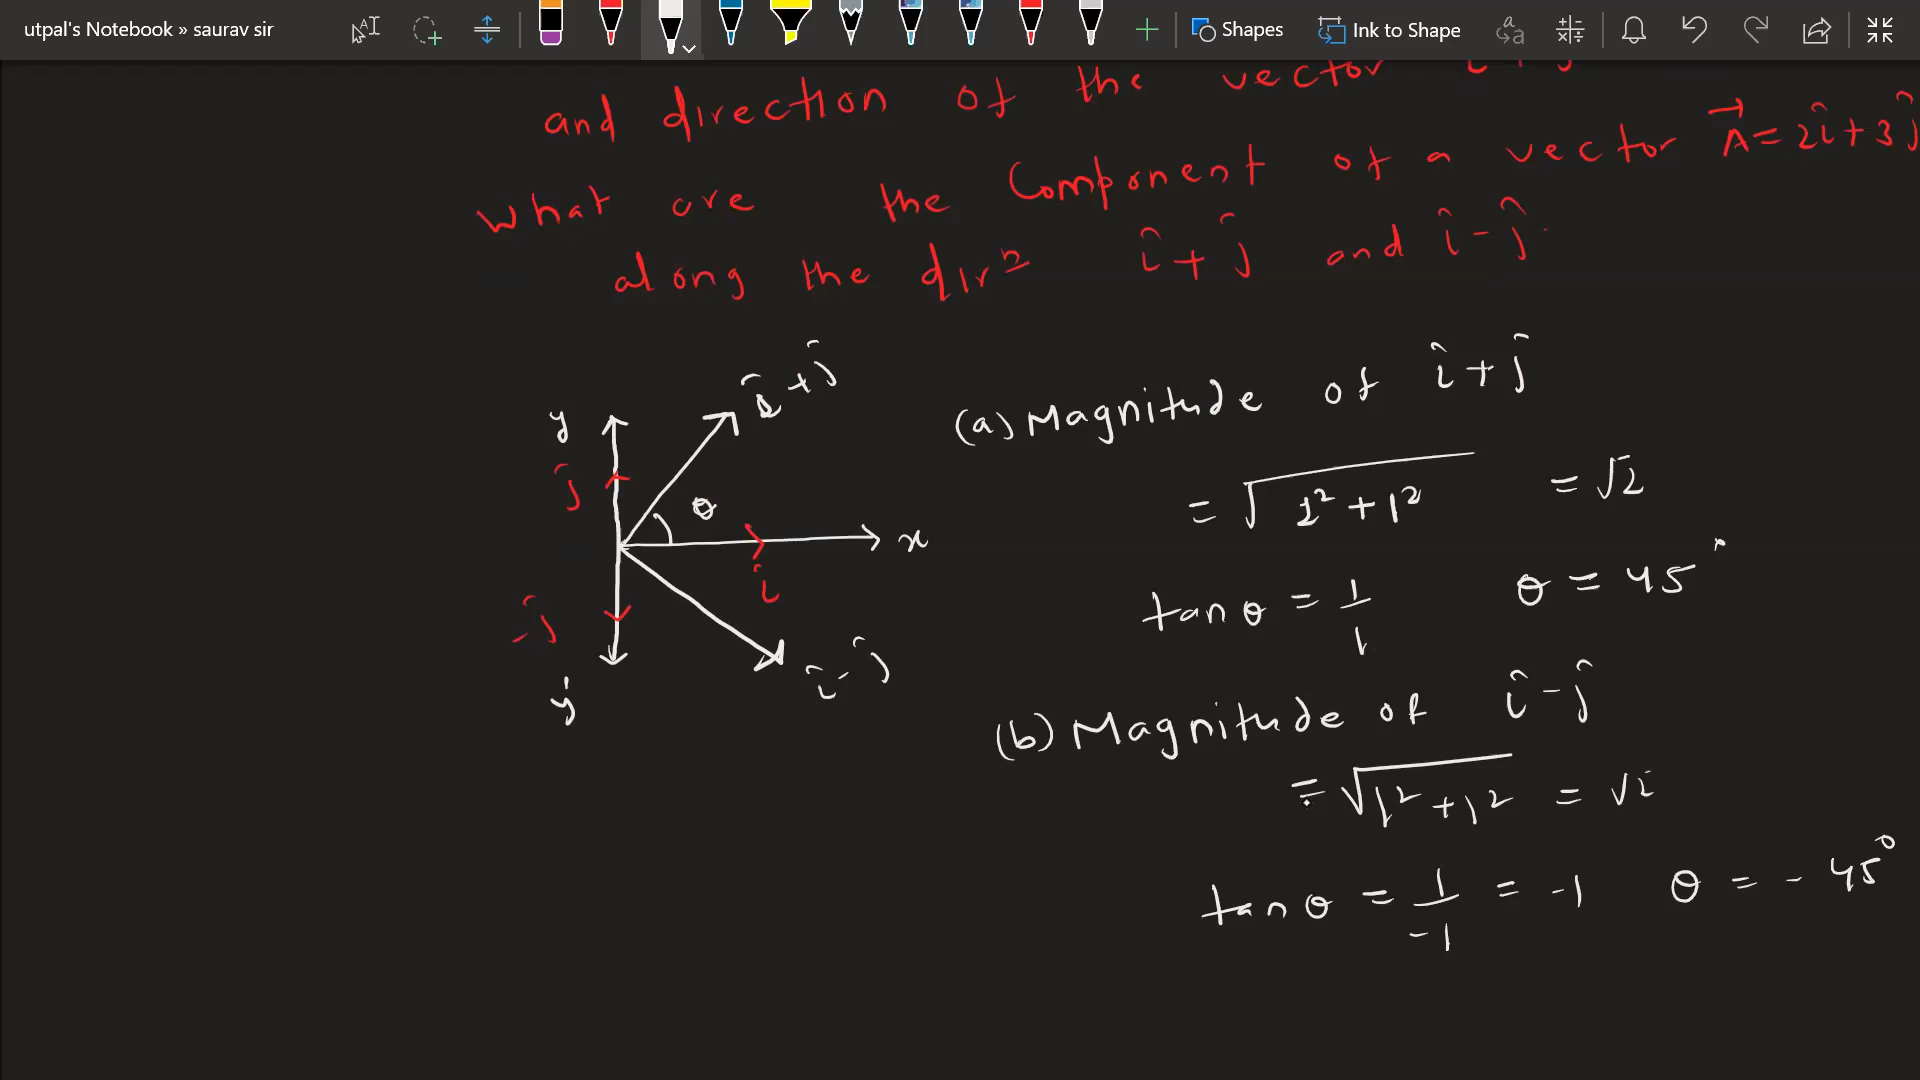 utpal's Notebook » saurav sir
Shapes
Ink to Shape
and direction of the vector
What are the Component of a vector A⃗ = 2î + 3ĵ
along the dirⁿ î + ĵ and î - ĵ.
î + ĵ
y
ĵ
θ
x
î
-ĵ
î - ĵ
y'
(a) Magnitude of î + ĵ
= √(1² + 1²) = √2
tan θ = 1/1 θ = 45°
(b) Magnitude of î - ĵ
= √(1² + 1²) = √2
tan θ = 1/-1 = -1 θ = - 45°